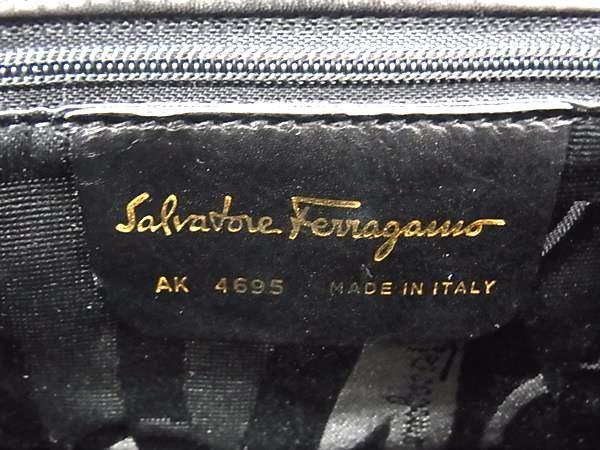 Salvatore Ferragamo
AK 4695 MADE IN ITALY